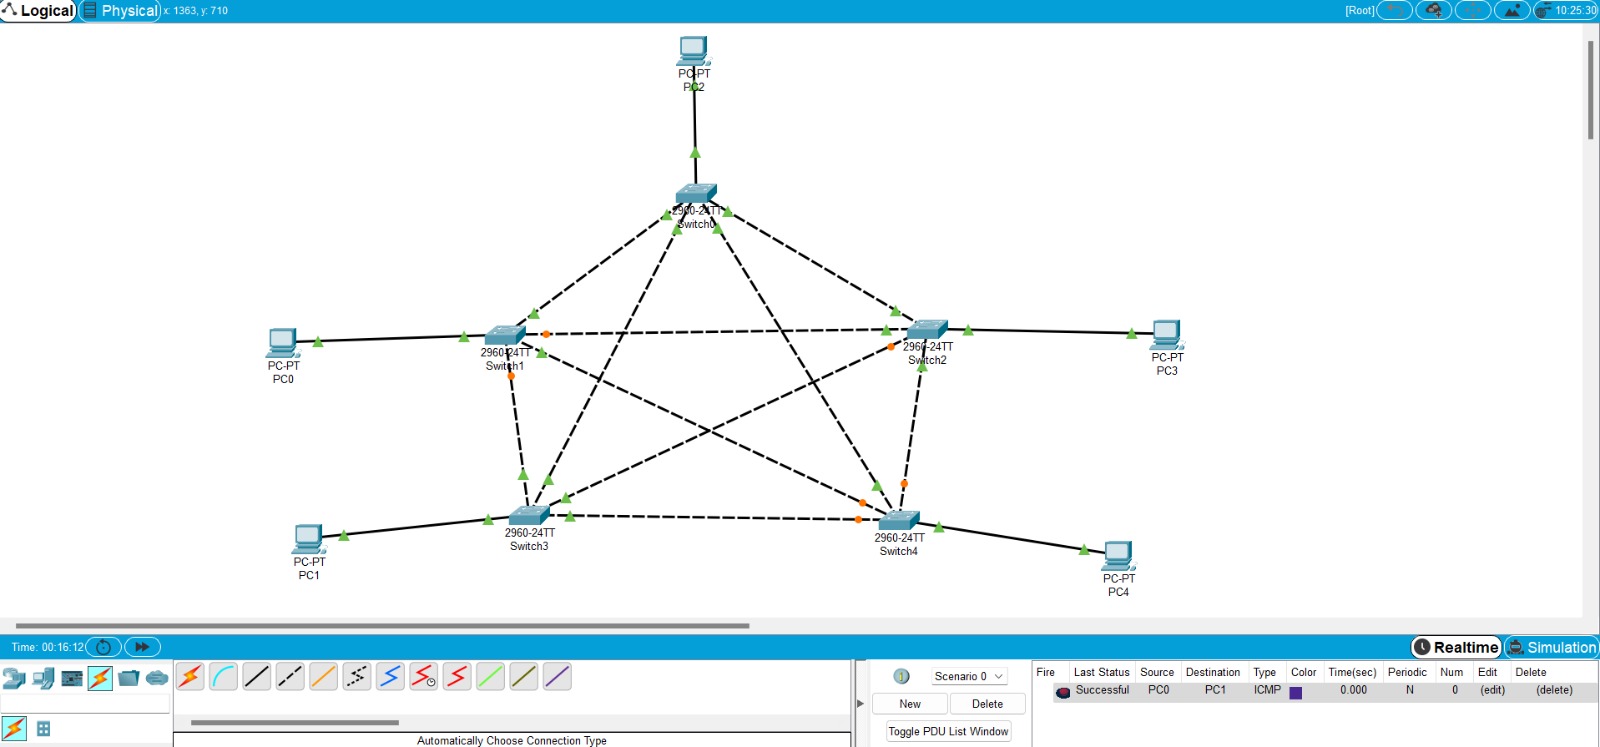 Logical Physical x: 1363, y: 710 [Root] 10:25:30
PC-PT
PC2
2960-24TT
Switch0
PC-PT
PC0
2960-24TT
Switch1
2960-24TT
Switch2
PC-PT
PC3
PC-PT
PC1
2960-24TT
Switch3
2960-24TT
Switch4
PC-PT
PC4
Time: 00:16:12 Realtime Simulation
Scenario 0
New Delete
Toggle PDU List Window
Fire Last Status Source Destination Type Color Time(sec) Periodic Num Edit Delete
Successful PC0 PC1 ICMP 0.000 N 0 (edit) (delete)
Automatically Choose Connection Type